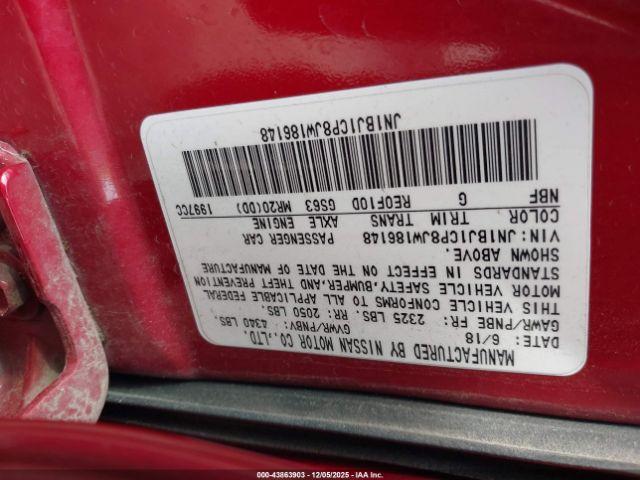 MANUFACTURED BY NISSAN MOTOR CO.,LTD.
DATE: 6/18 GVWR/PNBV: 4340 LBS.
GAWR/PNBE FR: 2325 LBS. RR: 2050 LBS.
THIS VEHICLE CONFORMS TO ALL APPLICABLE FEDERAL
MOTOR VEHICLE SAFETY,BUMPER,AND THEFT PREVENTION
STANDARDS IN EFFECT ON THE DATE OF MANUFACTURE
SHOWN ABOVE.
VIN: JN1BJ1CP8JW186148 PASSENGER CAR
COLOR TRIM TRANS AXLE ENGINE
NBF G RE0F10D GS63 MR20(DD) 1997CC
JN1BJ1CP8JW186148
000-43863903 | 12/05/2025 - IAA Inc.